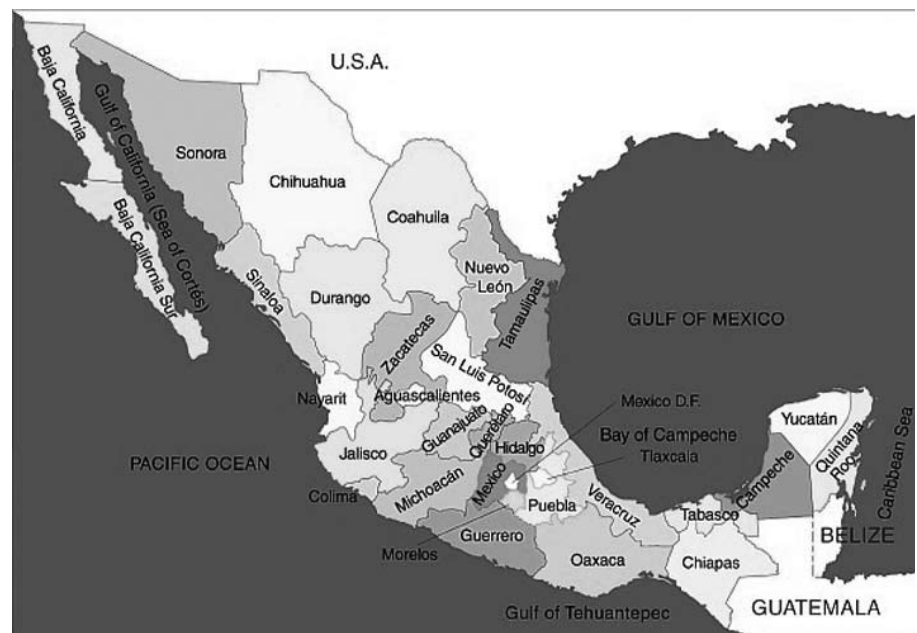 U.S.A.
Baja California
Gulf of California (Sea of Cortés)
Sonora
Chihuahua
Coahuila
Baja California Sur
Sinaloa
Durango
Nuevo
León
Tamaulipas
Zacatecas
San Luis Potosí
GULF OF MEXICO
Nayarit
Aguascalientes
Mexico D.F.
Guanajuato
Querétaro
Hidalgo
Bay of Campeche
Tlaxcala
Yucatán
Quintana
Roo
Campeche
Caribbean Sea
PACIFIC OCEAN
Jalisco
Colima
Michoacán
Mexico
Puebla
Veracruz
Tabasco
BELIZE
Morelos
Guerrero
Oaxaca
Chiapas
Gulf of Tehuantepec
GUATEMALA